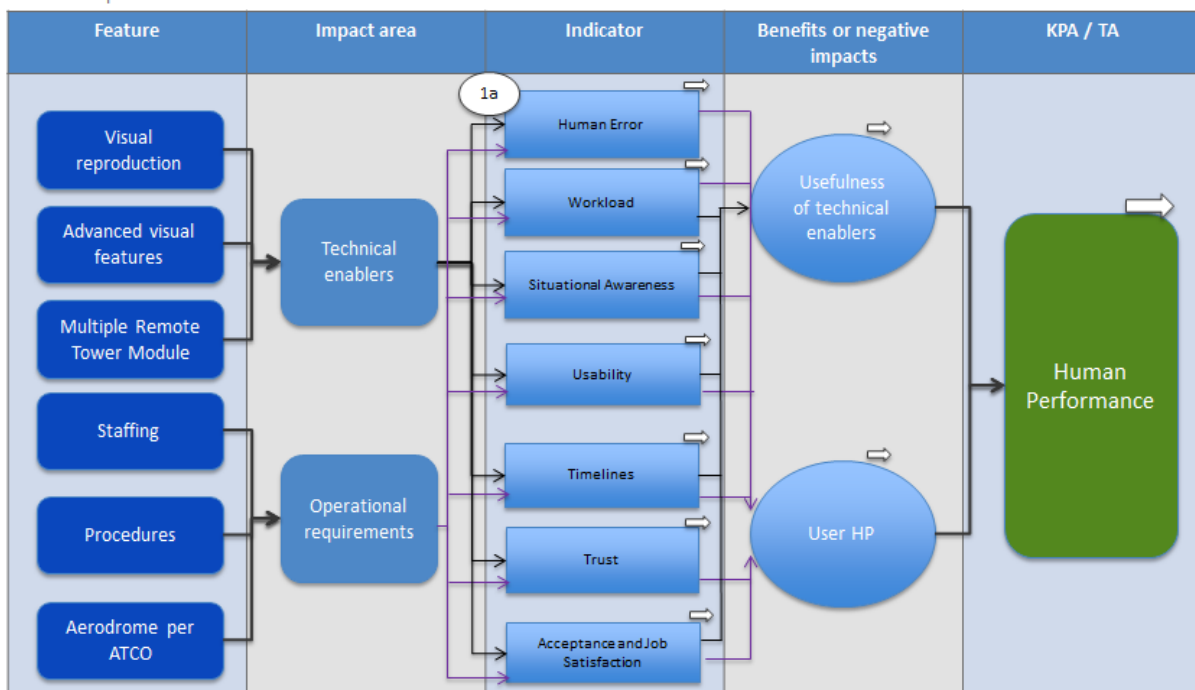 Feature
Impact area
Indicator
Benefits or negative
impacts
KPA / TA
Visual
reproduction
Advanced visual
features
Multiple Remote
Tower Module
Staffing
Procedures
Aerodrome per
ATCO
Technical
enablers
Operational
requirements
1a
Human Error
Workload
Situational Awareness
Usability
Timelines
Trust
Acceptance and Job
Satisfaction
Usefulness
of technical
enablers
User HP
Human
Performance